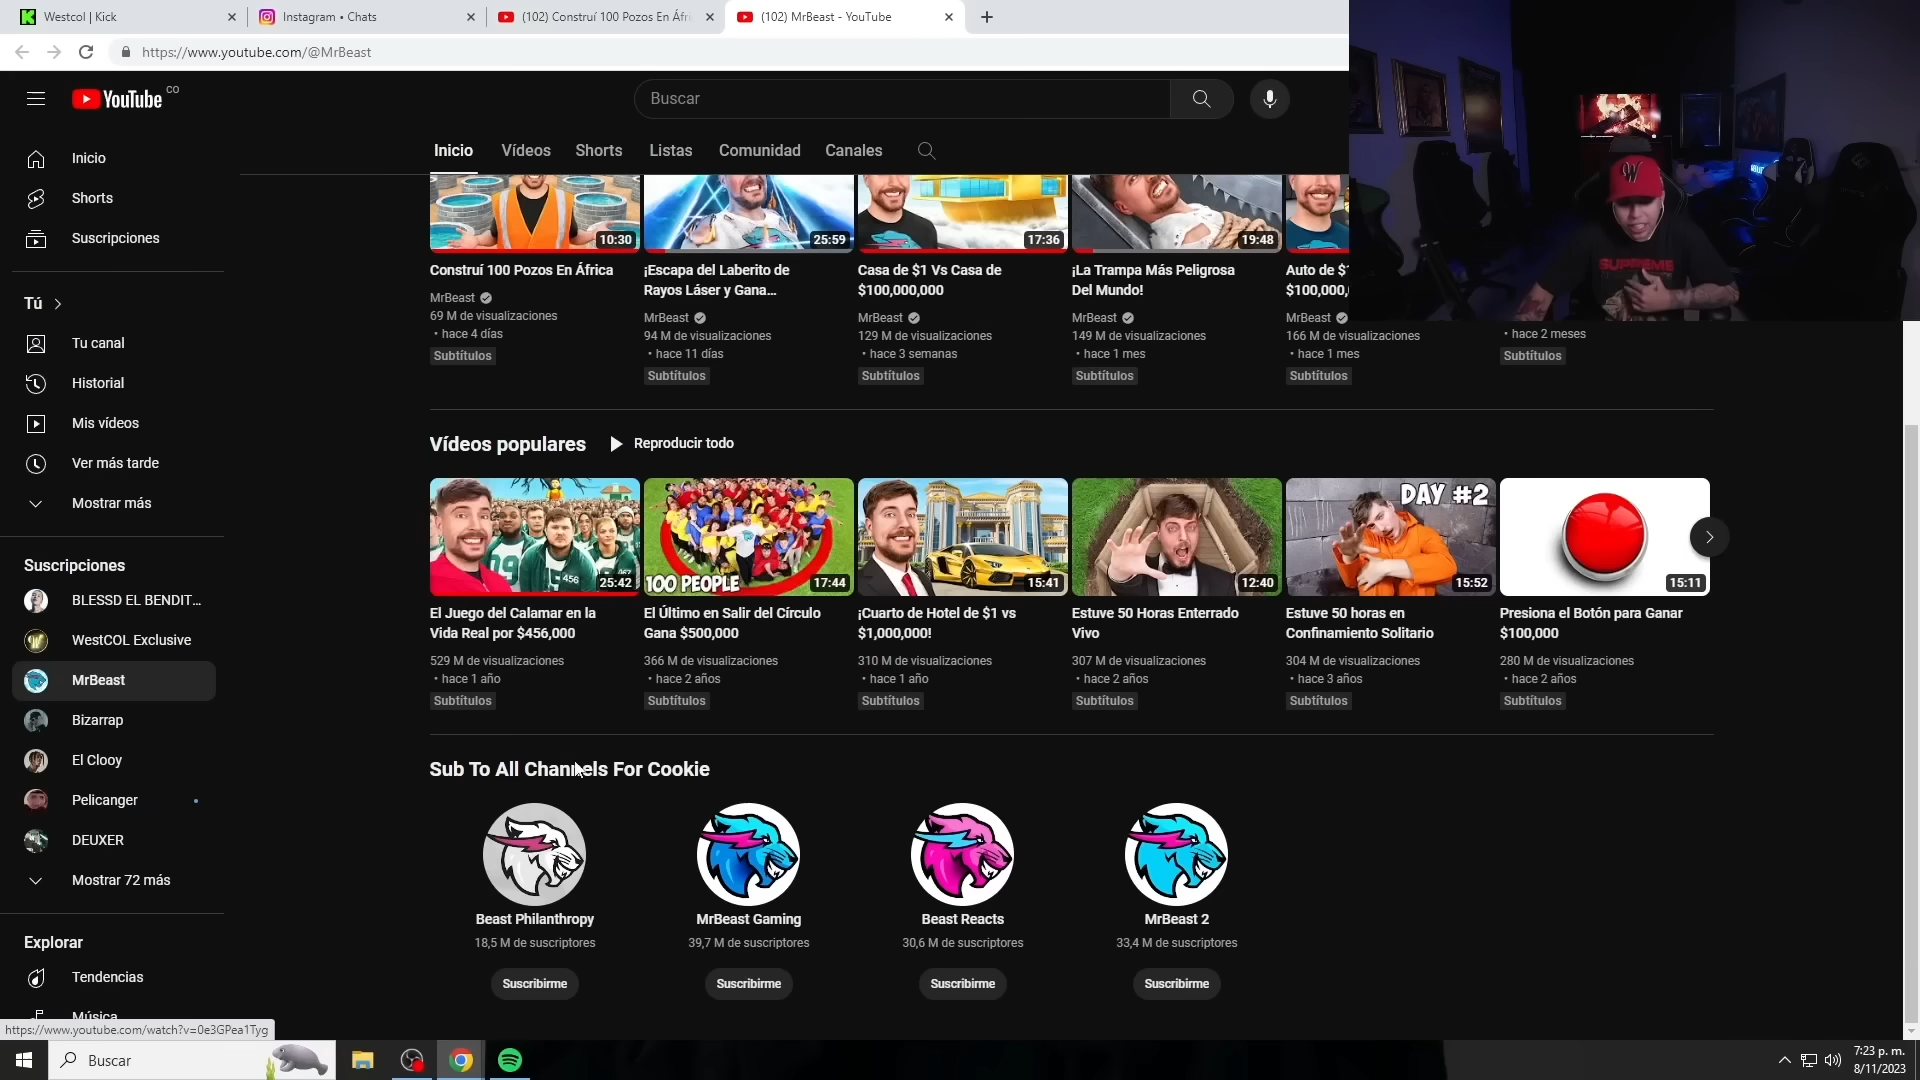 Westcol | Kick
Instagram • Chats
(102) Construí 100 Pozos En Áfri
(102) MrBeast - YouTube
https://www.youtube.com/@MrBeast
YouTube CO
Buscar
Inicio
Shorts
Suscripciones
Tú
Tu canal
Historial
Mis vídeos
Ver más tarde
Mostrar más
Suscripciones
BLESSD EL BENDIT...
WestCOL Exclusive
MrBeast
Bizarrap
El Clooy
Pelicanger
DEUXER
Mostrar 72 más
Explorar
Tendencias
Música
https://www.youtube.com/watch?v=0e3GPea1Tyg
Inicio Vídeos Shorts Listas Comunidad Canales
10:30
Construí 100 Pozos En África
MrBeast
69 M de visualizaciones
• hace 4 días
Subtítulos
25:59
¡Escapa del Laberito de
Rayos Láser y Gana...
MrBeast
94 M de visualizaciones
• hace 11 días
Subtítulos
17:36
Casa de $1 Vs Casa de
$100,000,000
MrBeast
129 M de visualizaciones
• hace 3 semanas
Subtítulos
19:48
¡La Trampa Más Peligrosa
Del Mundo!
MrBeast
149 M de visualizaciones
• hace 1 mes
Subtítulos
Auto de $1
$100,000,
MrBeast
166 M de visualizaciones
• hace 1 mes
Subtítulos
• hace 2 meses
Subtítulos
W
SUPREME
Vídeos populares
Reproducir todo
456
25:42
El Juego del Calamar en la
Vida Real por $456,000
529 M de visualizaciones
• hace 1 año
Subtítulos
100 PEOPLE
17:44
El Último en Salir del Círculo
Gana $500,000
366 M de visualizaciones
• hace 2 años
Subtítulos
15:41
¡Cuarto de Hotel de $1 vs
$1,000,000!
310 M de visualizaciones
• hace 1 año
Subtítulos
12:40
Estuve 50 Horas Enterrado
Vivo
307 M de visualizaciones
• hace 2 años
Subtítulos
DAY #2
15:52
Estuve 50 horas en
Confinamiento Solitario
304 M de visualizaciones
• hace 3 años
Subtítulos
15:11
Presiona el Botón para Ganar
$100,000
280 M de visualizaciones
• hace 2 años
Subtítulos
Sub To All Channels For Cookie
Beast Philanthropy
18,5 M de suscriptores
Suscribirme
MrBeast Gaming
39,7 M de suscriptores
Suscribirme
Beast Reacts
30,6 M de suscriptores
Suscribirme
MrBeast 2
33,4 M de suscriptores
Suscribirme
Buscar
7:23 p. m.
8/11/2023